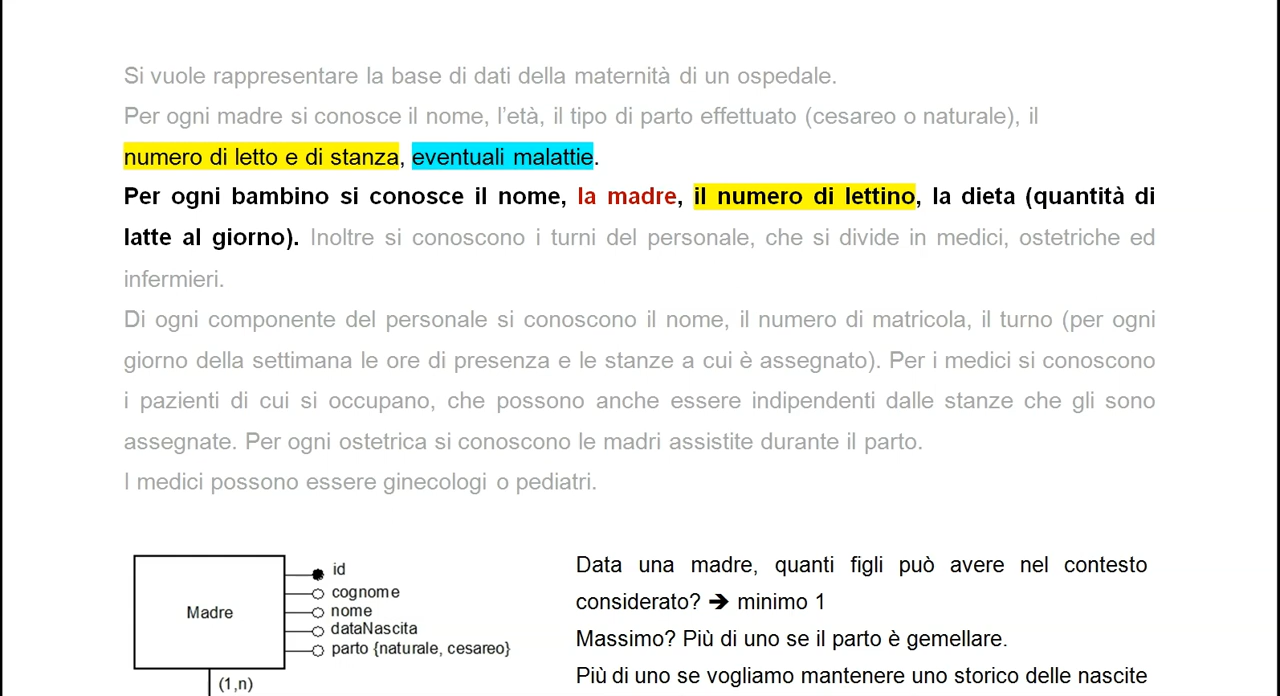 Si vuole rappresentare la base di dati della maternità di un ospedale.
Per ogni madre si conosce il nome, l'età, il tipo di parto effettuato (cesareo o naturale), il
numero di letto e di stanza, eventuali malattie.
Per ogni bambino si conosce il nome, la madre, il numero di lettino, la dieta (quantità di
latte al giorno). Inoltre si conoscono i turni del personale, che si divide in medici, ostetriche ed
infermieri.
Di ogni componente del personale si conoscono il nome, il numero di matricola, il turno (per ogni
giorno della settimana le ore di presenza e le stanze a cui è assegnato). Per i medici si conoscono
i pazienti di cui si occupano, che possono anche essere indipendenti dalle stanze che gli sono
assegnate. Per ogni ostetrica si conoscono le madri assistite durante il parto.
I medici possono essere ginecologi o pediatri.
Madre
id
cognome
nome
dataNascita
parto {naturale, cesareo}
(1,n)
Data una madre, quanti figli può avere nel contesto
considerato? ➔ minimo 1
Massimo? Più di uno se il parto è gemellare.
Più di uno se vogliamo mantenere uno storico delle nascite